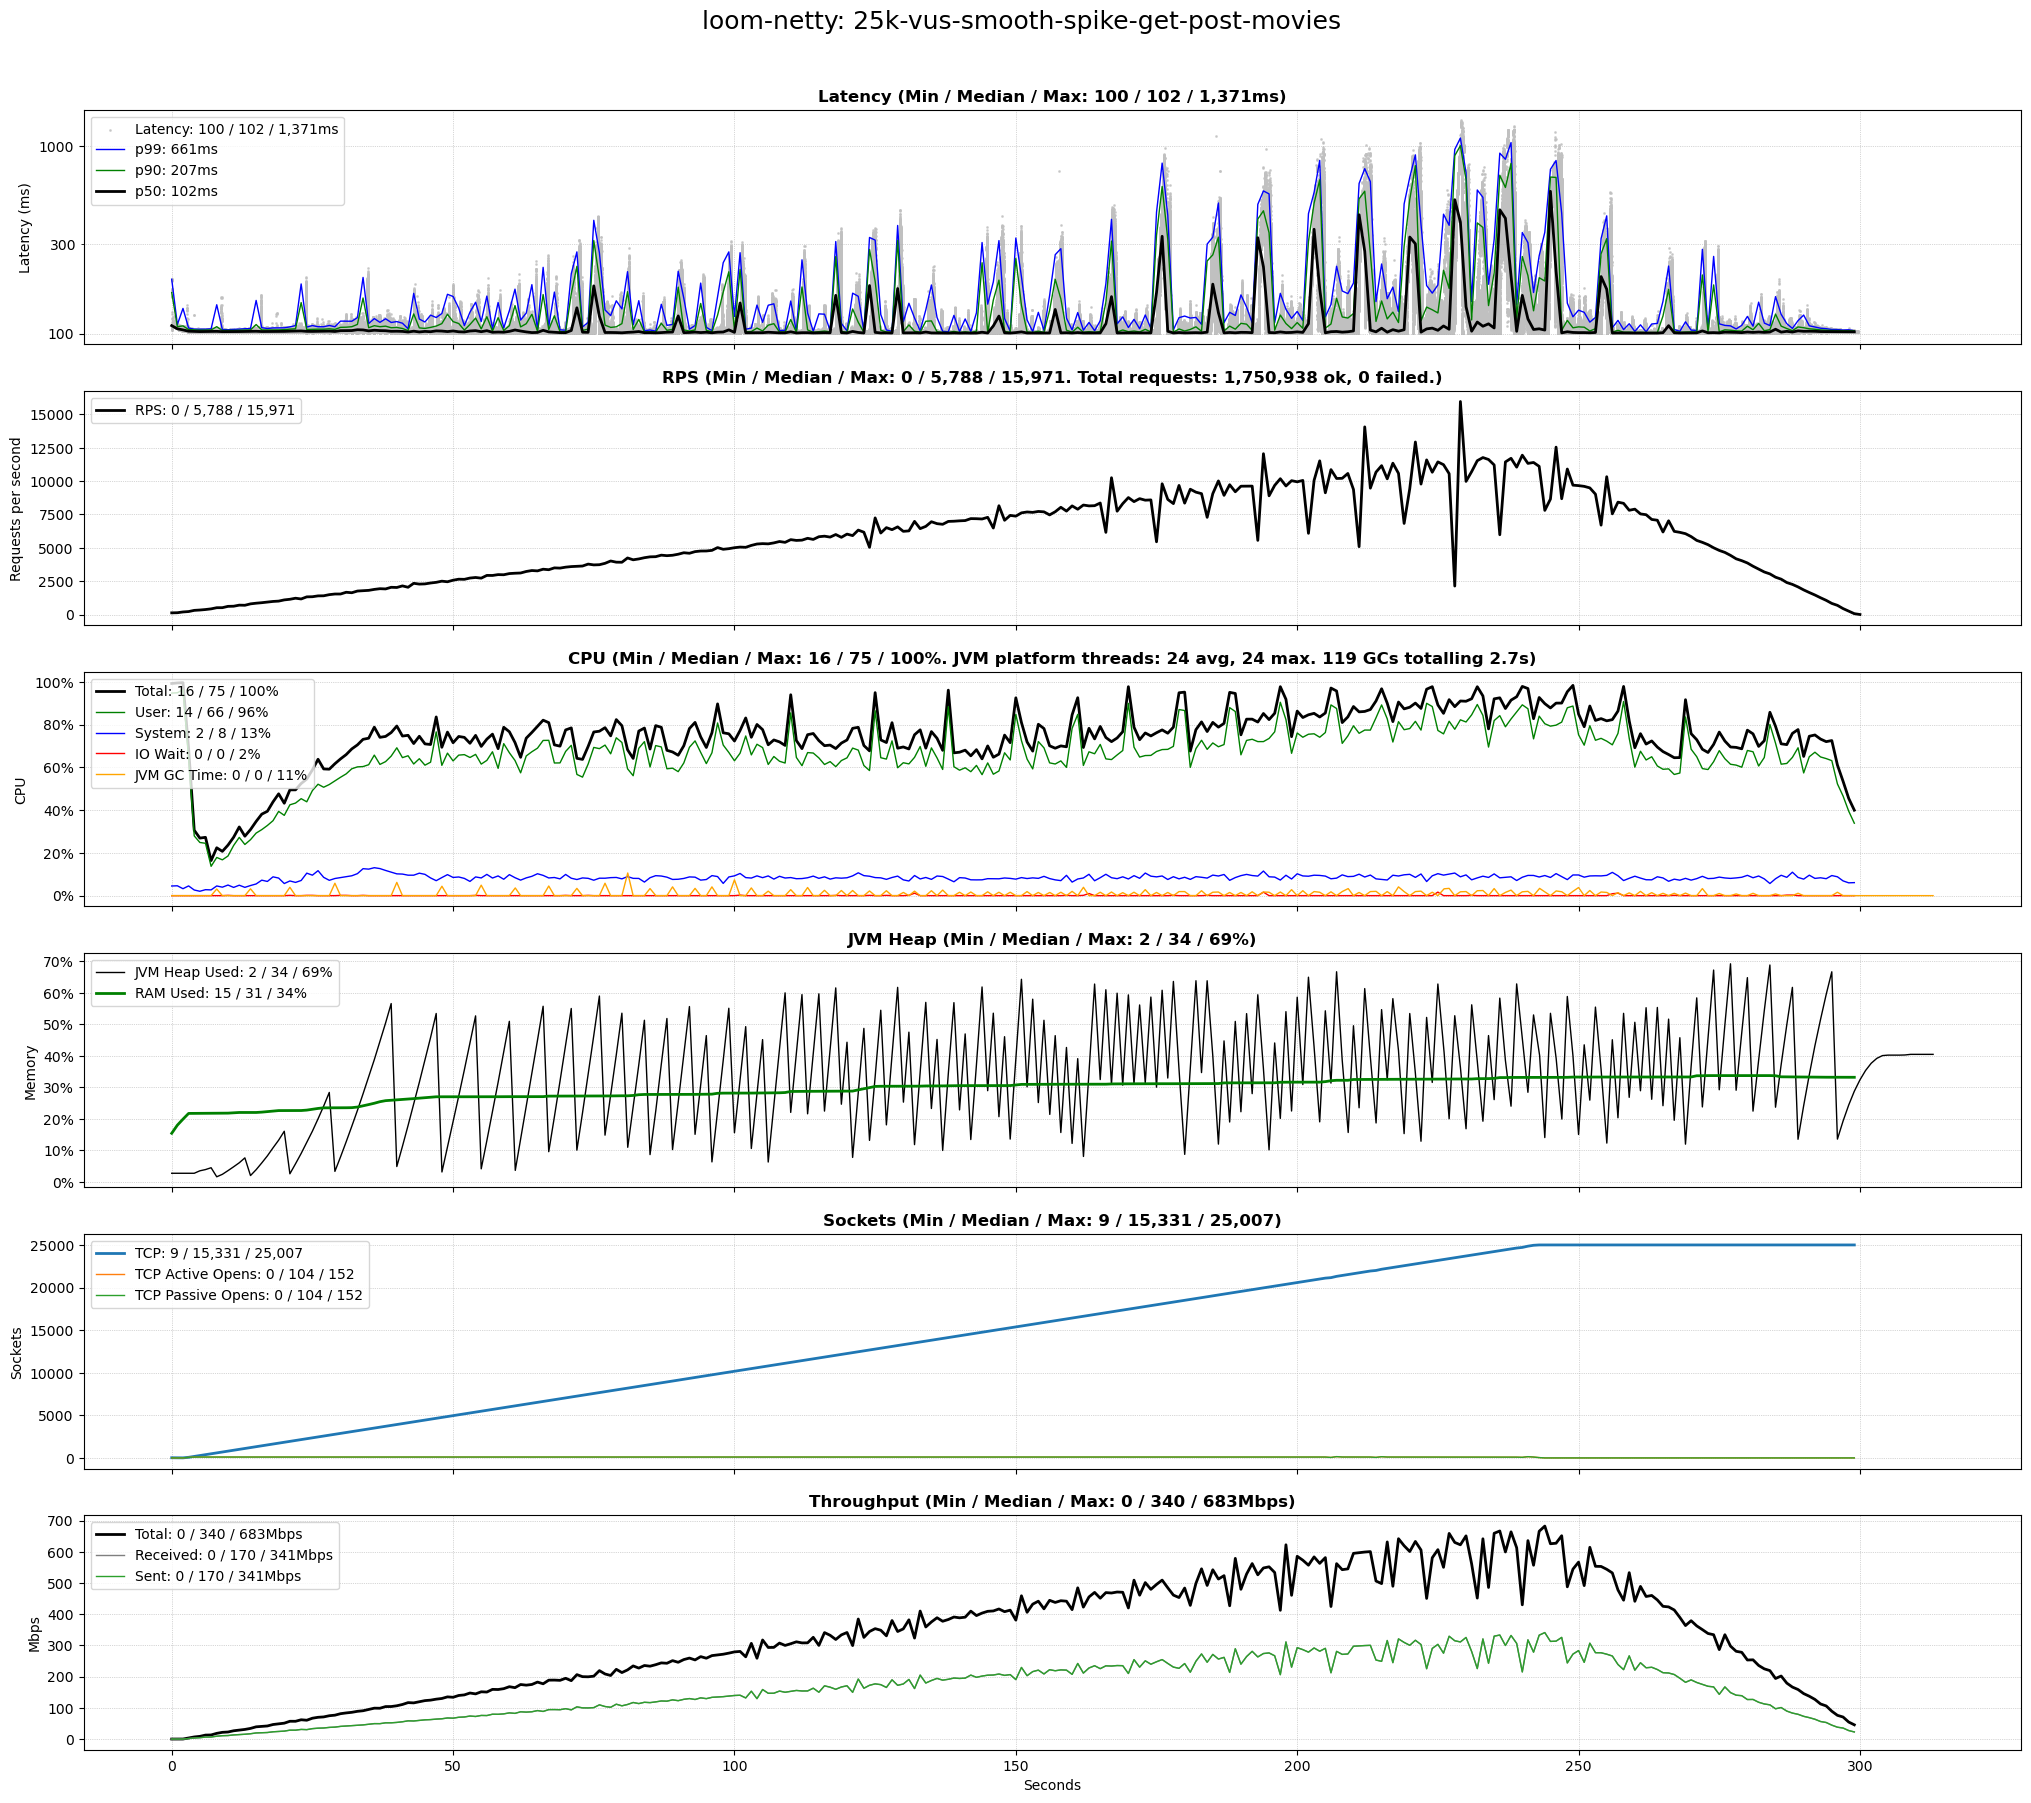 loom-netty: 25k-vus-smooth-spike-get-post-movies
Latency (Min / Median / Max: 100 / 102 / 1,371ms)
Latency (ms)
1000
300
100
Latency: 100 / 102 / 1,371ms
p99: 661ms
p90: 207ms
p50: 102ms
RPS (Min / Median / Max: 0 / 5,788 / 15,971. Total requests: 1,750,938 ok, 0 failed.)
Requests per second
15000
12500
10000
7500
5000
2500
0
RPS: 0 / 5,788 / 15,971
CPU (Min / Median / Max: 16 / 75 / 100%. JVM platform threads: 24 avg, 24 max. 119 GCs totalling 2.7s)
CPU
100%
80%
60%
40%
20%
0%
Total: 16 / 75 / 100%
User: 14 / 66 / 96%
System: 2 / 8 / 13%
IO Wait: 0 / 0 / 2%
JVM GC Time: 0 / 0 / 11%
JVM Heap (Min / Median / Max: 2 / 34 / 69%)
Memory
70%
60%
50%
40%
30%
20%
10%
0%
JVM Heap Used: 2 / 34 / 69%
RAM Used: 15 / 31 / 34%
Sockets (Min / Median / Max: 9 / 15,331 / 25,007)
Sockets
25000
20000
15000
10000
5000
0
TCP: 9 / 15,331 / 25,007
TCP Active Opens: 0 / 104 / 152
TCP Passive Opens: 0 / 104 / 152
Throughput (Min / Median / Max: 0 / 340 / 683Mbps)
Mbps
700
600
500
400
300
200
100
0
Total: 0 / 340 / 683Mbps
Received: 0 / 170 / 341Mbps
Sent: 0 / 170 / 341Mbps
0 50 100 150 200 250 300
Seconds